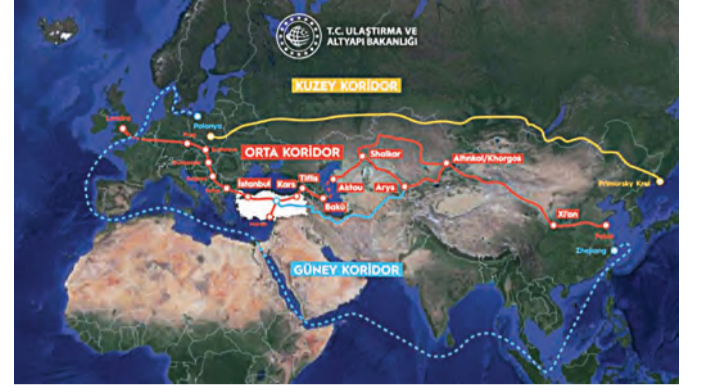 T.C. ULAŞTIRMA VE
ALTYAPI BAKANLIĞI
KUZEY KORİDOR
Londra
Polonya
Prag
ORTA KORİDOR
Shalkar
Altınkol/Khorgos
Primorsky Krai
İstanbul
Kars
Tiflis
Aktau
Arys
Bakü
Xi'an
Zhejiang
GÜNEY KORİDOR